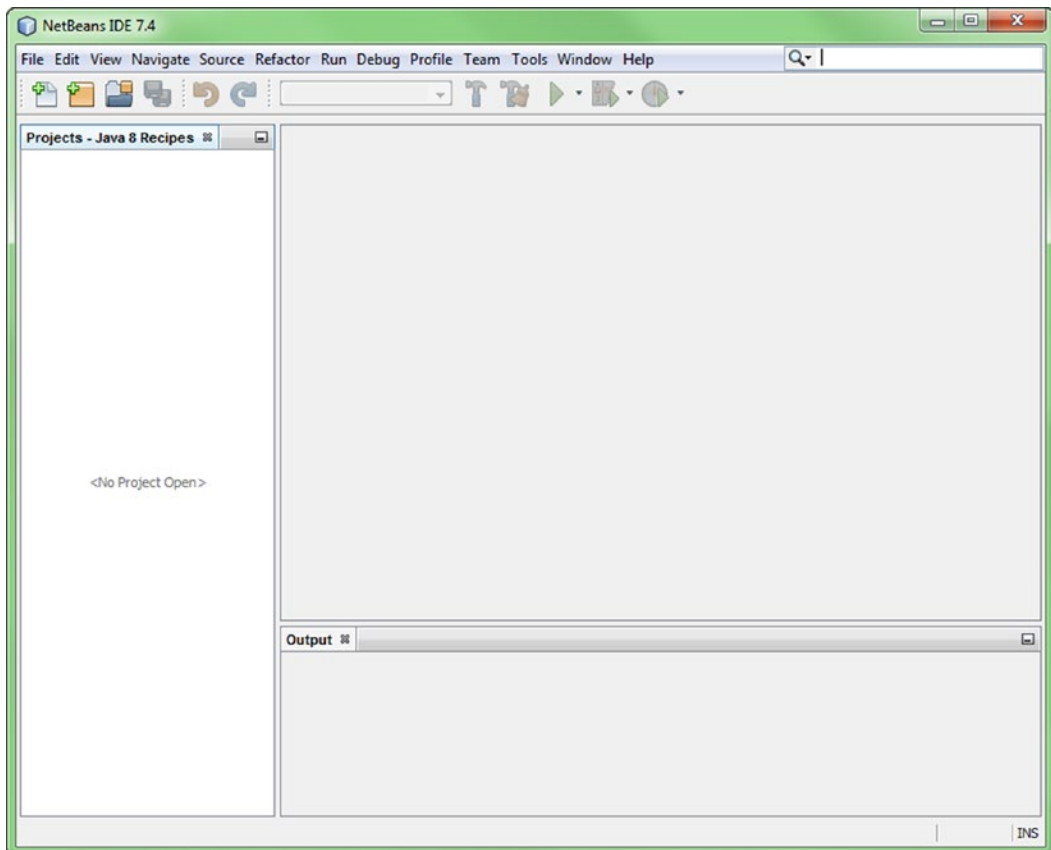 NetBeans IDE 7.4
File Edit View Navigate Source Refactor Run Debug Profile Team Tools Window Help
Projects - Java 8 Recipes
<No Project Open>
Output
INS